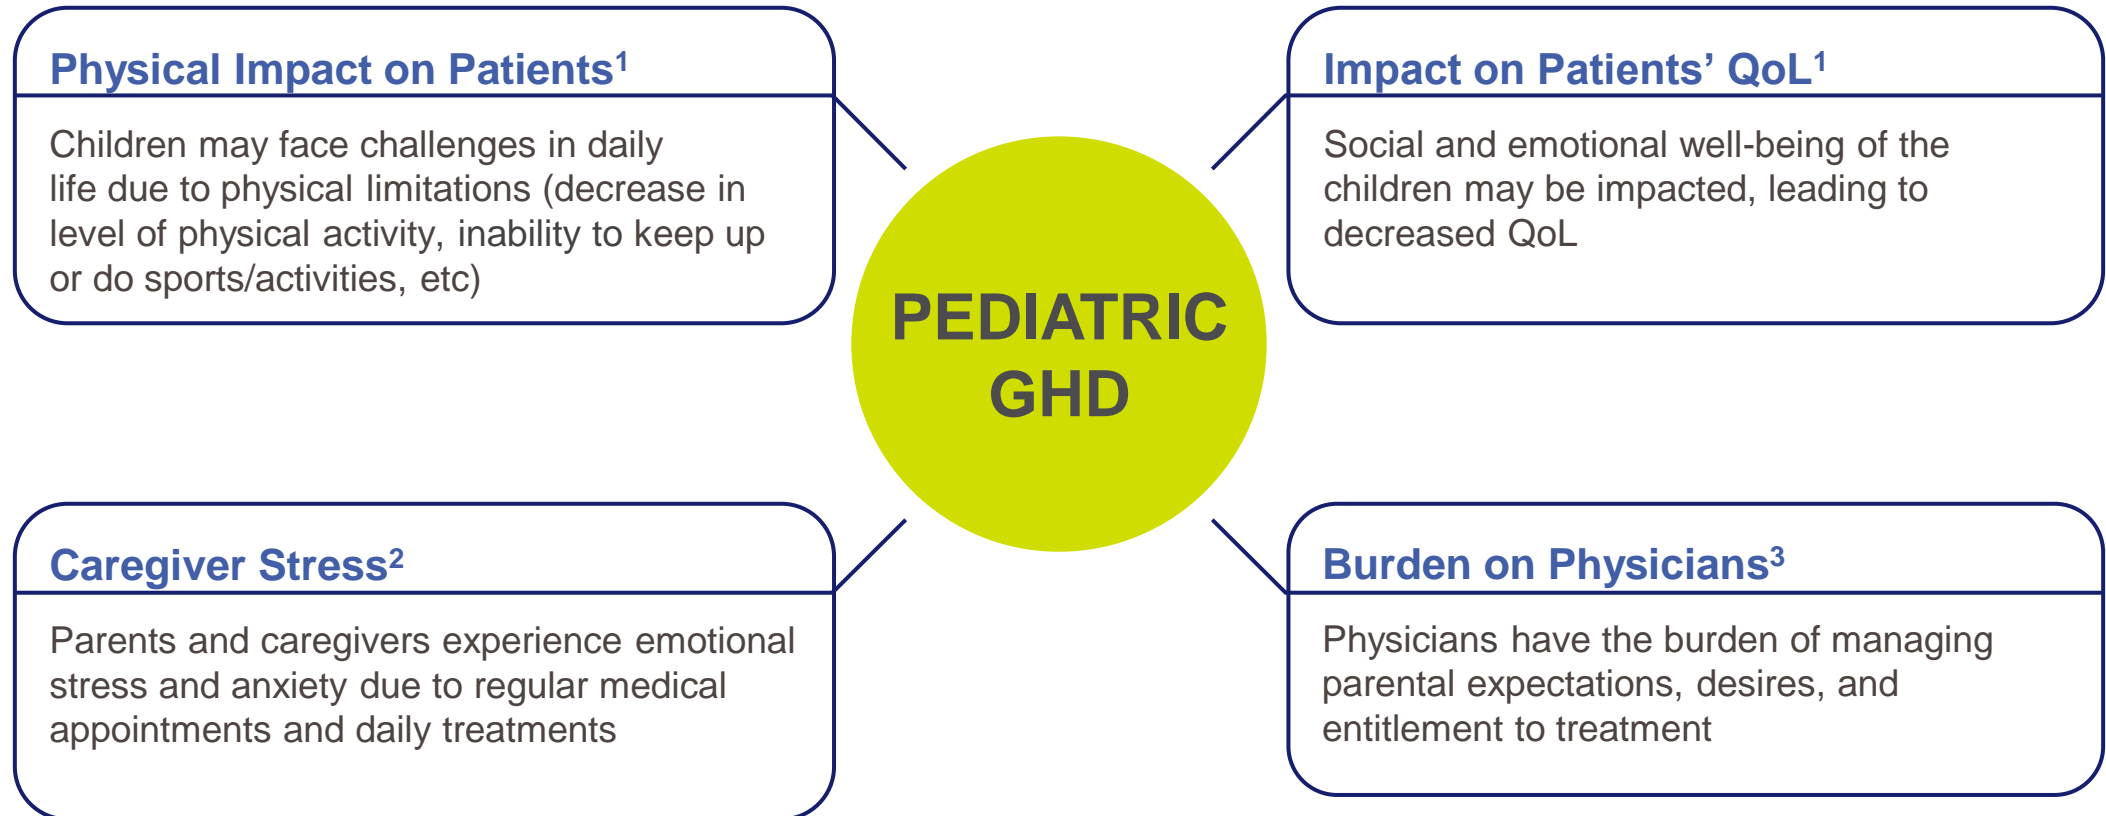 Physical Impact on Patients¹
Children may face challenges in daily
life due to physical limitations (decrease in
level of physical activity, inability to keep up
or do sports/activities, etc)
Impact on Patients’ QoL¹
Social and emotional well-being of the
children may be impacted, leading to
decreased QoL
PEDIATRIC
GHD
Caregiver Stress²
Parents and caregivers experience emotional
stress and anxiety due to regular medical
appointments and daily treatments
Burden on Physicians³
Physicians have the burden of managing
parental expectations, desires, and
entitlement to treatment